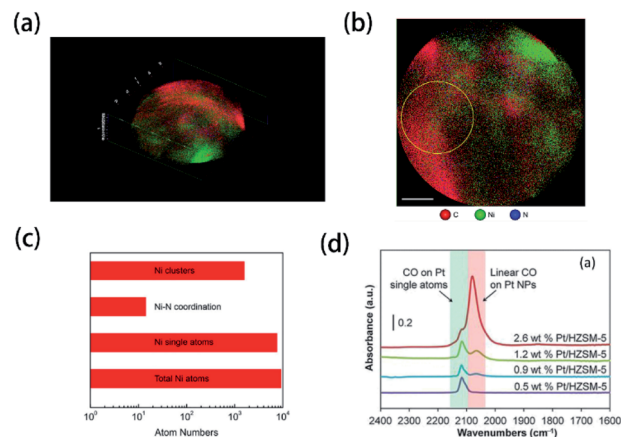 (a)
(b)
C Ni N
(c)
Ni clusters
Ni-N coordination
Ni single atoms
Total Ni atoms
10⁰ 10¹ 10² 10³ 10⁴
Atom Numbers
(d)
(a)
CO on Pt single atoms
Linear CO on Pt NPs
0.2
2.6 wt % Pt/HZSM-5
1.2 wt % Pt/HZSM-5
0.9 wt % Pt/HZSM-5
0.5 wt % Pt/HZSM-5
Absorbance (a.u.)
2400 2300 2200 2100 2000 1900 1800 1700 1600
Wavenumbers (cm⁻¹)